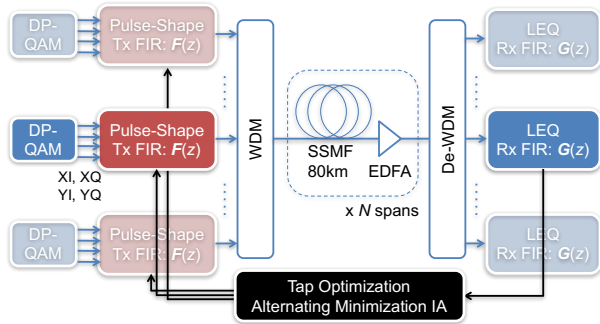 DP-
QAM
Pulse-Shape
Tx FIR: F(z)
LEQ
Rx FIR: G(z)
DP-
QAM
Pulse-Shape
Tx FIR: F(z)
WDM
SSMF
80km
EDFA
De-WDM
LEQ
Rx FIR: G(z)
XI, XQ
YI, YQ
x N spans
DP-
QAM
Pulse-Shape
Tx FIR: F(z)
LEQ
Rx FIR: G(z)
Tap Optimization
Alternating Minimization IA